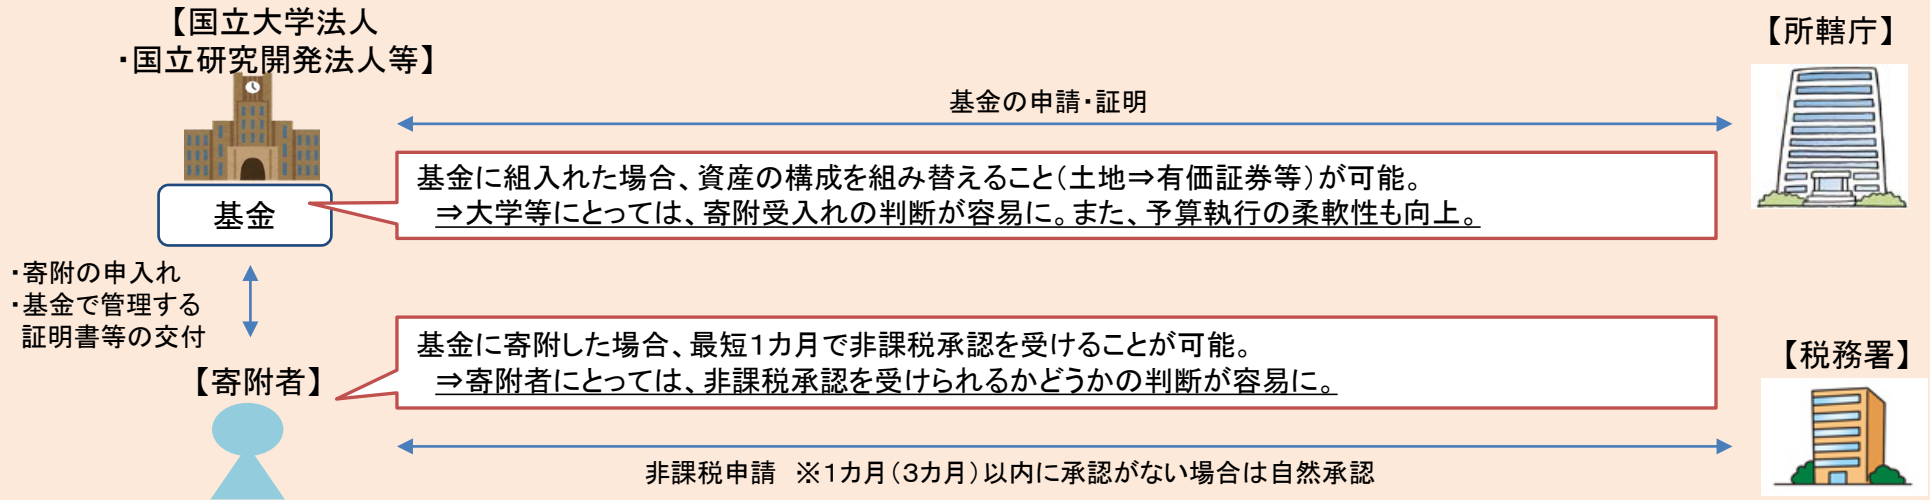 【国立大学法人
・国立研究開発法人等】
【所轄庁】
基金の申請・証明
基金に組入れた場合、資産の構成を組み替えること(土地⇒有価証券等)が可能。
⇒大学等にとっては、寄附受入れの判断が容易に。また、予算執行の柔軟性も向上。
基金
・寄附の申入れ
・基金で管理する
証明書等の交付
基金に寄附した場合、最短1カ月で非課税承認を受けることが可能。
⇒寄附者にとっては、非課税承認を受けられるかどうかの判断が容易に。
【寄附者】
【税務署】
非課税申請 ※1カ月(3カ月)以内に承認がない場合は自然承認